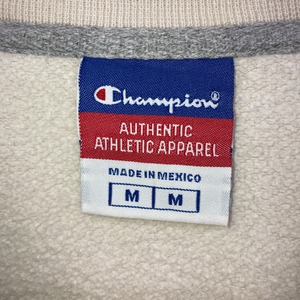 Champion®
AUTHENTIC
ATHLETIC APPAREL
MADE IN MEXICO
M M